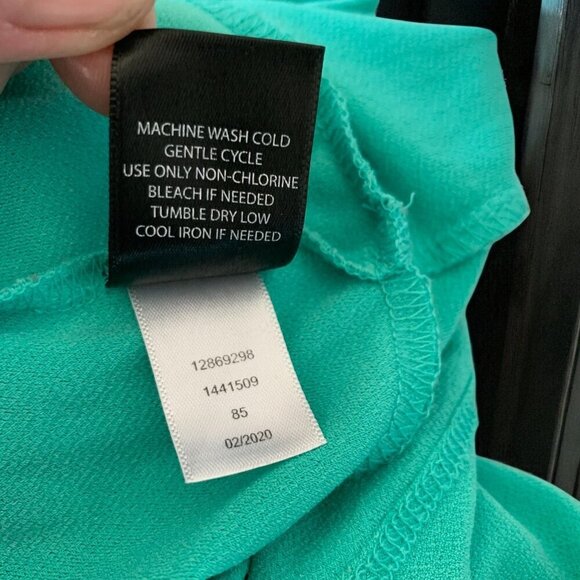 MACHINE WASH COLD
GENTLE CYCLE
USE ONLY NON-CHLORINE
BLEACH IF NEEDED
TUMBLE DRY LOW
COOL IRON IF NEEDED
12869298
1441509
85
02/2020